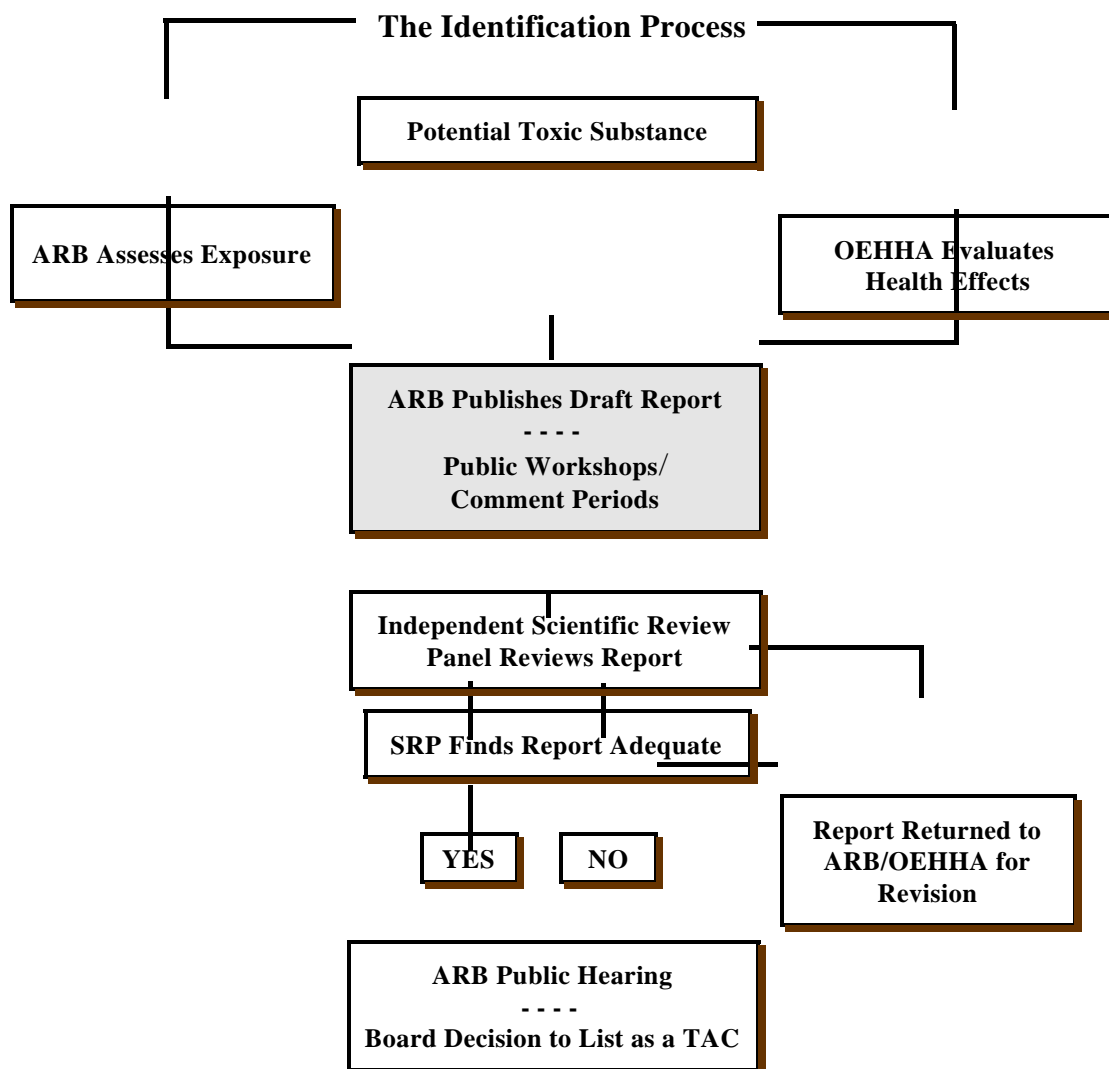 The Identification Process
Potential Toxic Substance
ARB Assesses Exposure
OEHHA Evaluates
Health Effects
ARB Publishes Draft Report
- - - -
Public Workshops/
Comment Periods
Independent Scientific Review
Panel Reviews Report
SRP Finds Report Adequate
YES
NO
Report Returned to
ARB/OEHHA for
Revision
ARB Public Hearing
- - - -
Board Decision to List as a TAC